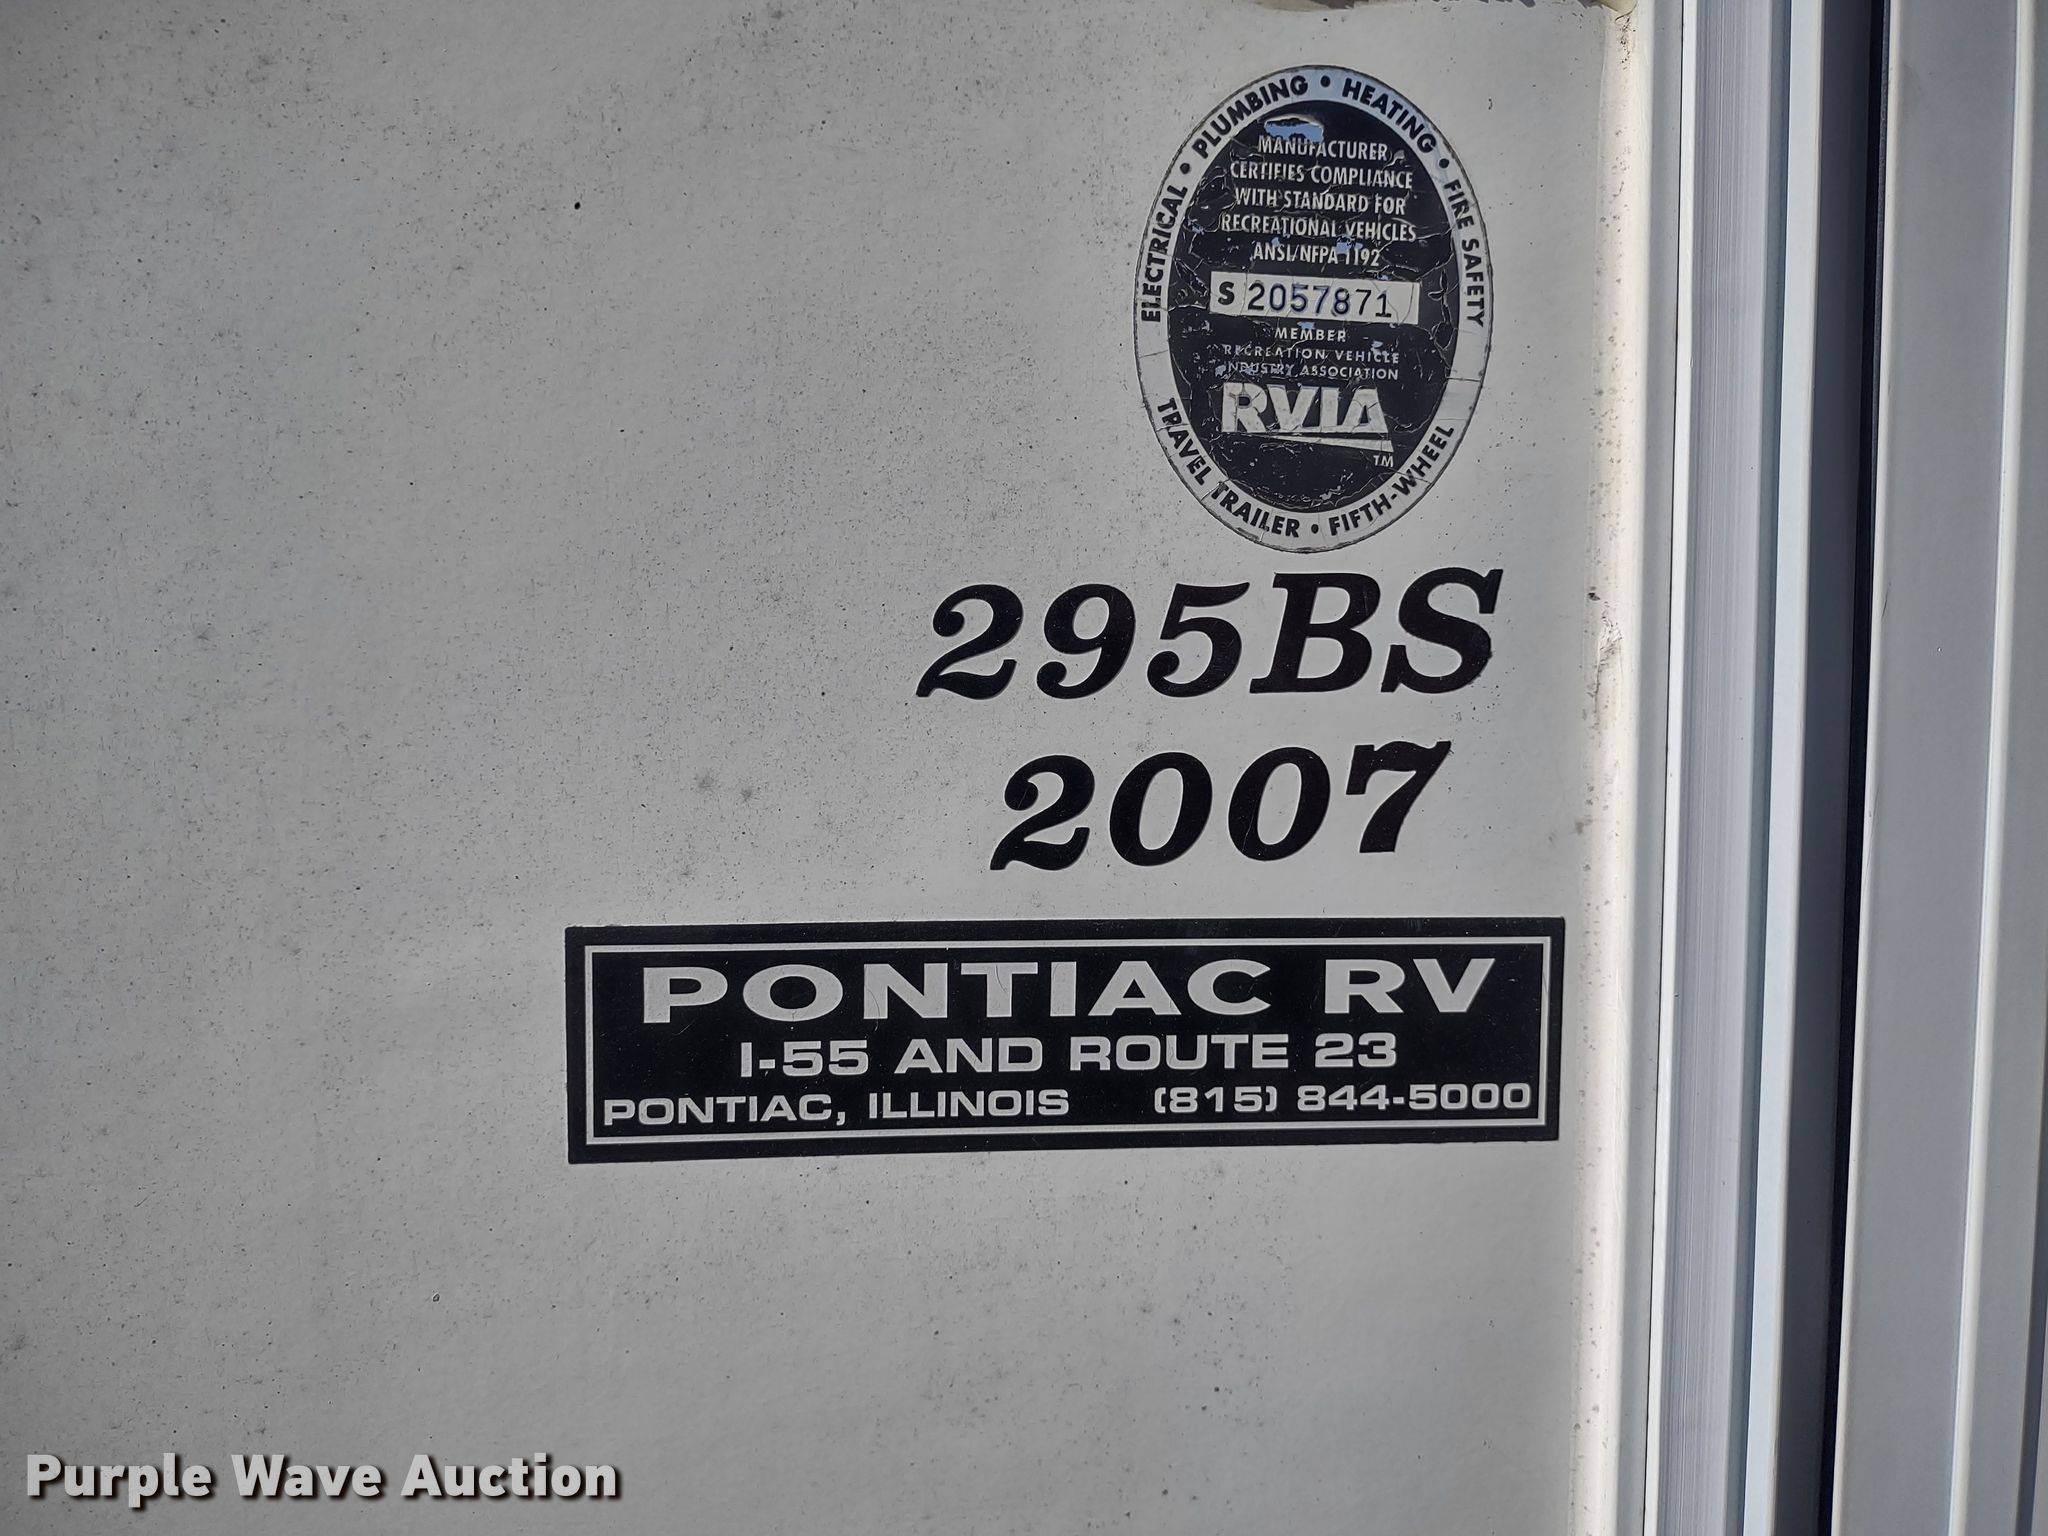 ELECTRICAL • PLUMBING • HEATING • FIRE SAFETY
MANUFACTURER
CERTIFIES COMPLIANCE
WITH STANDARD FOR
RECREATIONAL VEHICLES
ANSI/NFPA 1192
S 2057871
MEMBER
RECREATION VEHICLE
INDUSTRY ASSOCIATION
RVIA
TM
TRAVEL TRAILER • FIFTH-WHEEL
295BS
2007
PONTIAC RV
I-55 AND ROUTE 23
PONTIAC, ILLINOIS (815) 844-5000
Purple Wave Auction